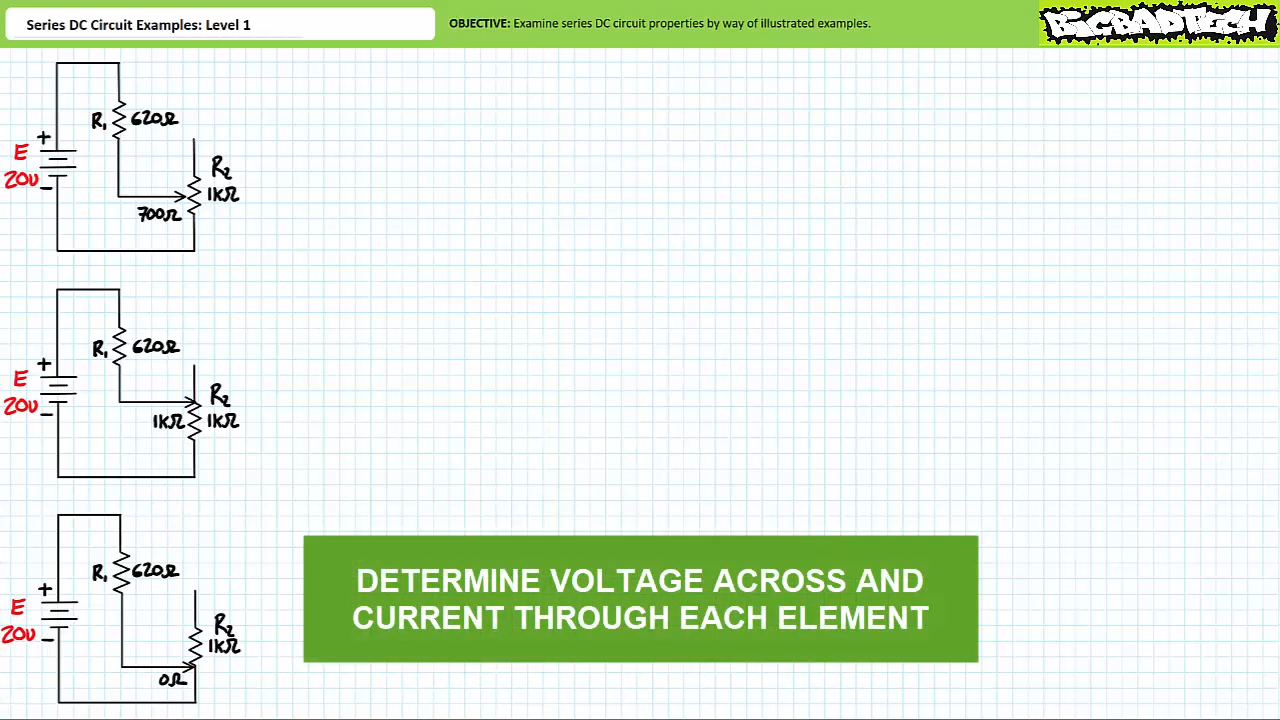 Series DC Circuit Examples: Level 1
OBJECTIVE: Examine series DC circuit properties by way of illustrated examples.
BIGBADTECH
R1 620Ω
+
E
20V
-
R2
1KΩ
700Ω
R1 620Ω
+
E
20V
-
R2
1KΩ 1KΩ
R1 620Ω
+
E
20V
-
R2
1KΩ
0Ω
DETERMINE VOLTAGE ACROSS AND
CURRENT THROUGH EACH ELEMENT